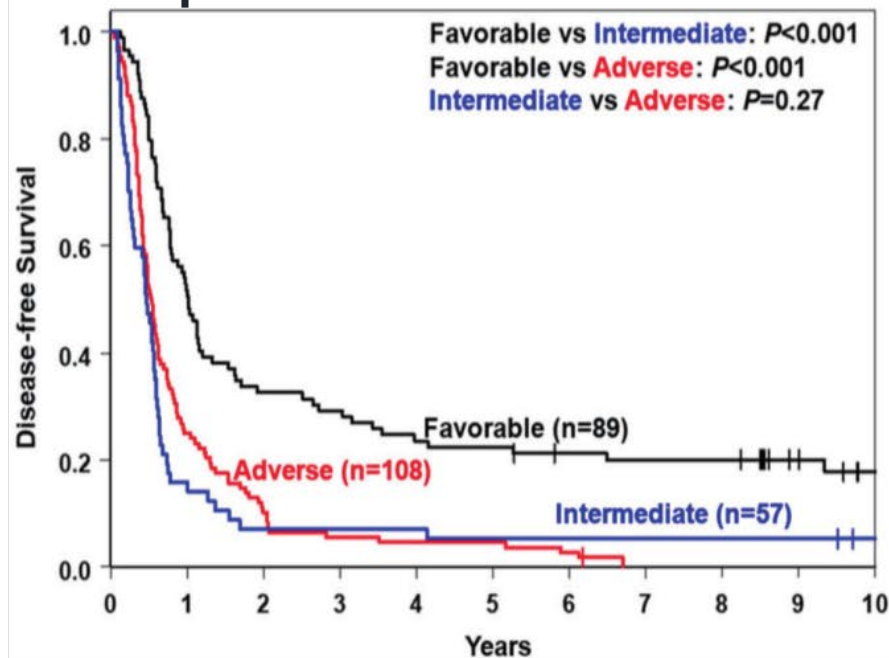 Favorable vs Intermediate: P<0.001
Favorable vs Adverse: P<0.001
Intermediate vs Adverse: P=0.27
Disease-free Survival
1.0
0.8
0.6
0.4
0.2
0.0
Favorable (n=89)
Adverse (n=108)
Intermediate (n=57)
0 1 2 3 4 5 6 7 8 9 10
Years